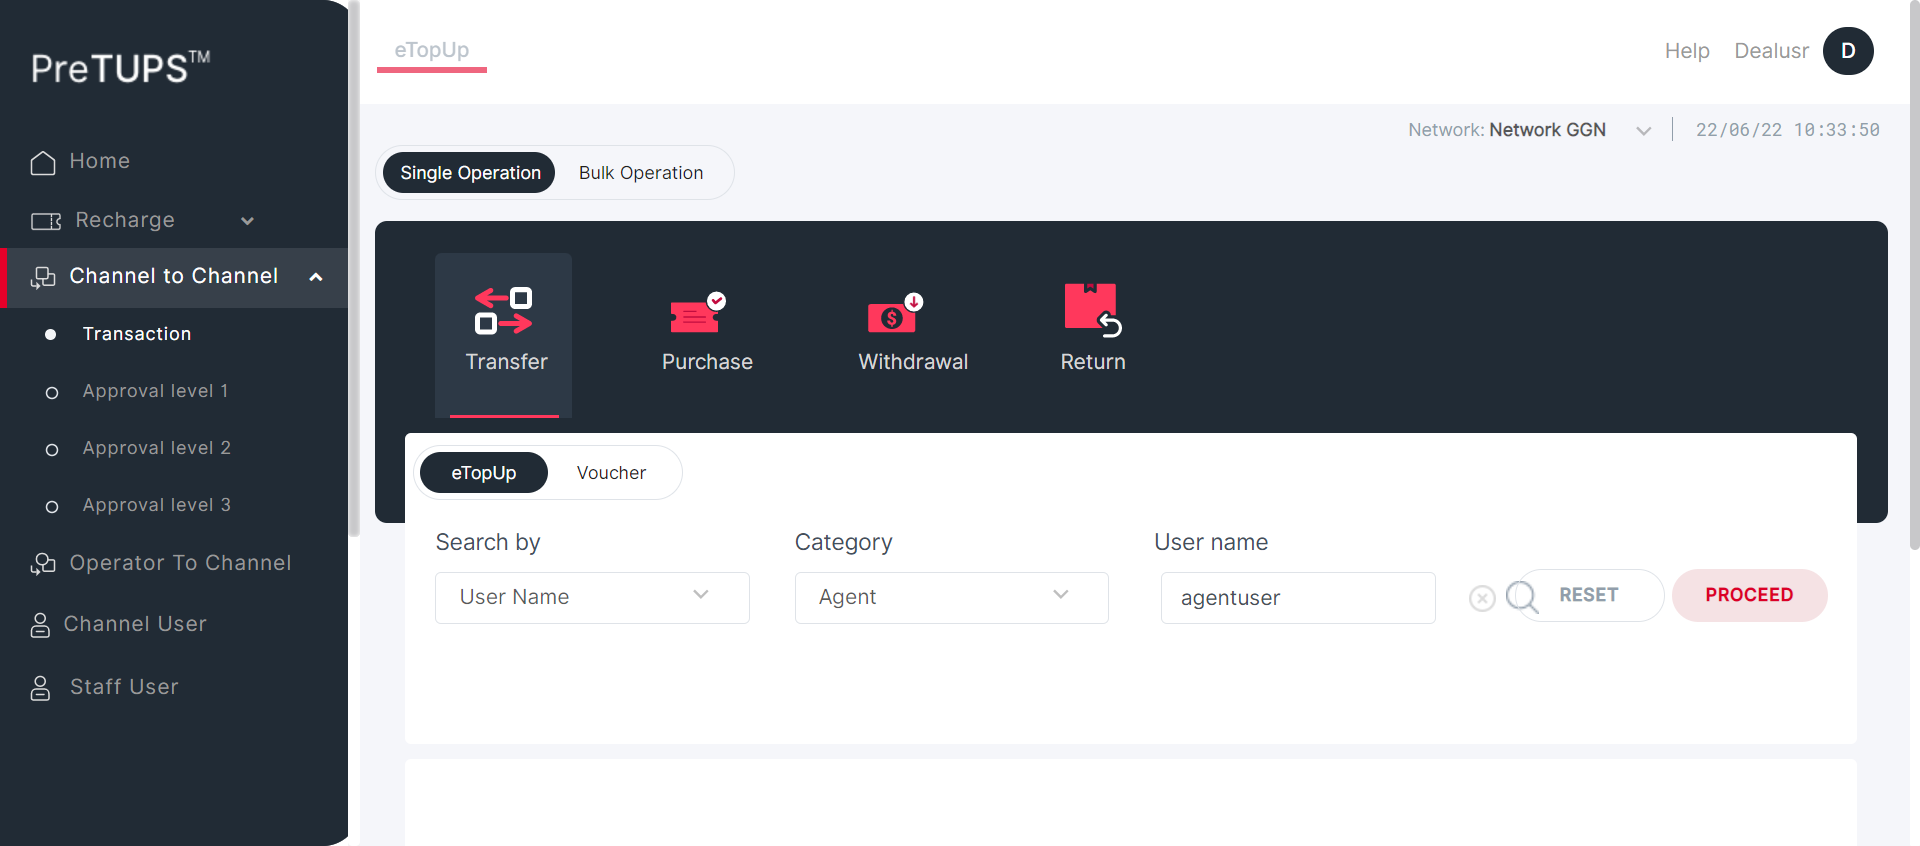 PreTUPS™
eTopUp
Help
Dealusr
D
Network: Network GGN
22/06/22 10:33:50
Home
Recharge
Channel to Channel
Transaction
Approval level 1
Approval level 2
Approval level 3
Operator To Channel
Channel User
Staff User
Single Operation
Bulk Operation
Transfer
Purchase
Withdrawal
Return
eTopUp
Voucher
Search by
Category
User name
User Name
Agent
agentuser
RESET
PROCEED